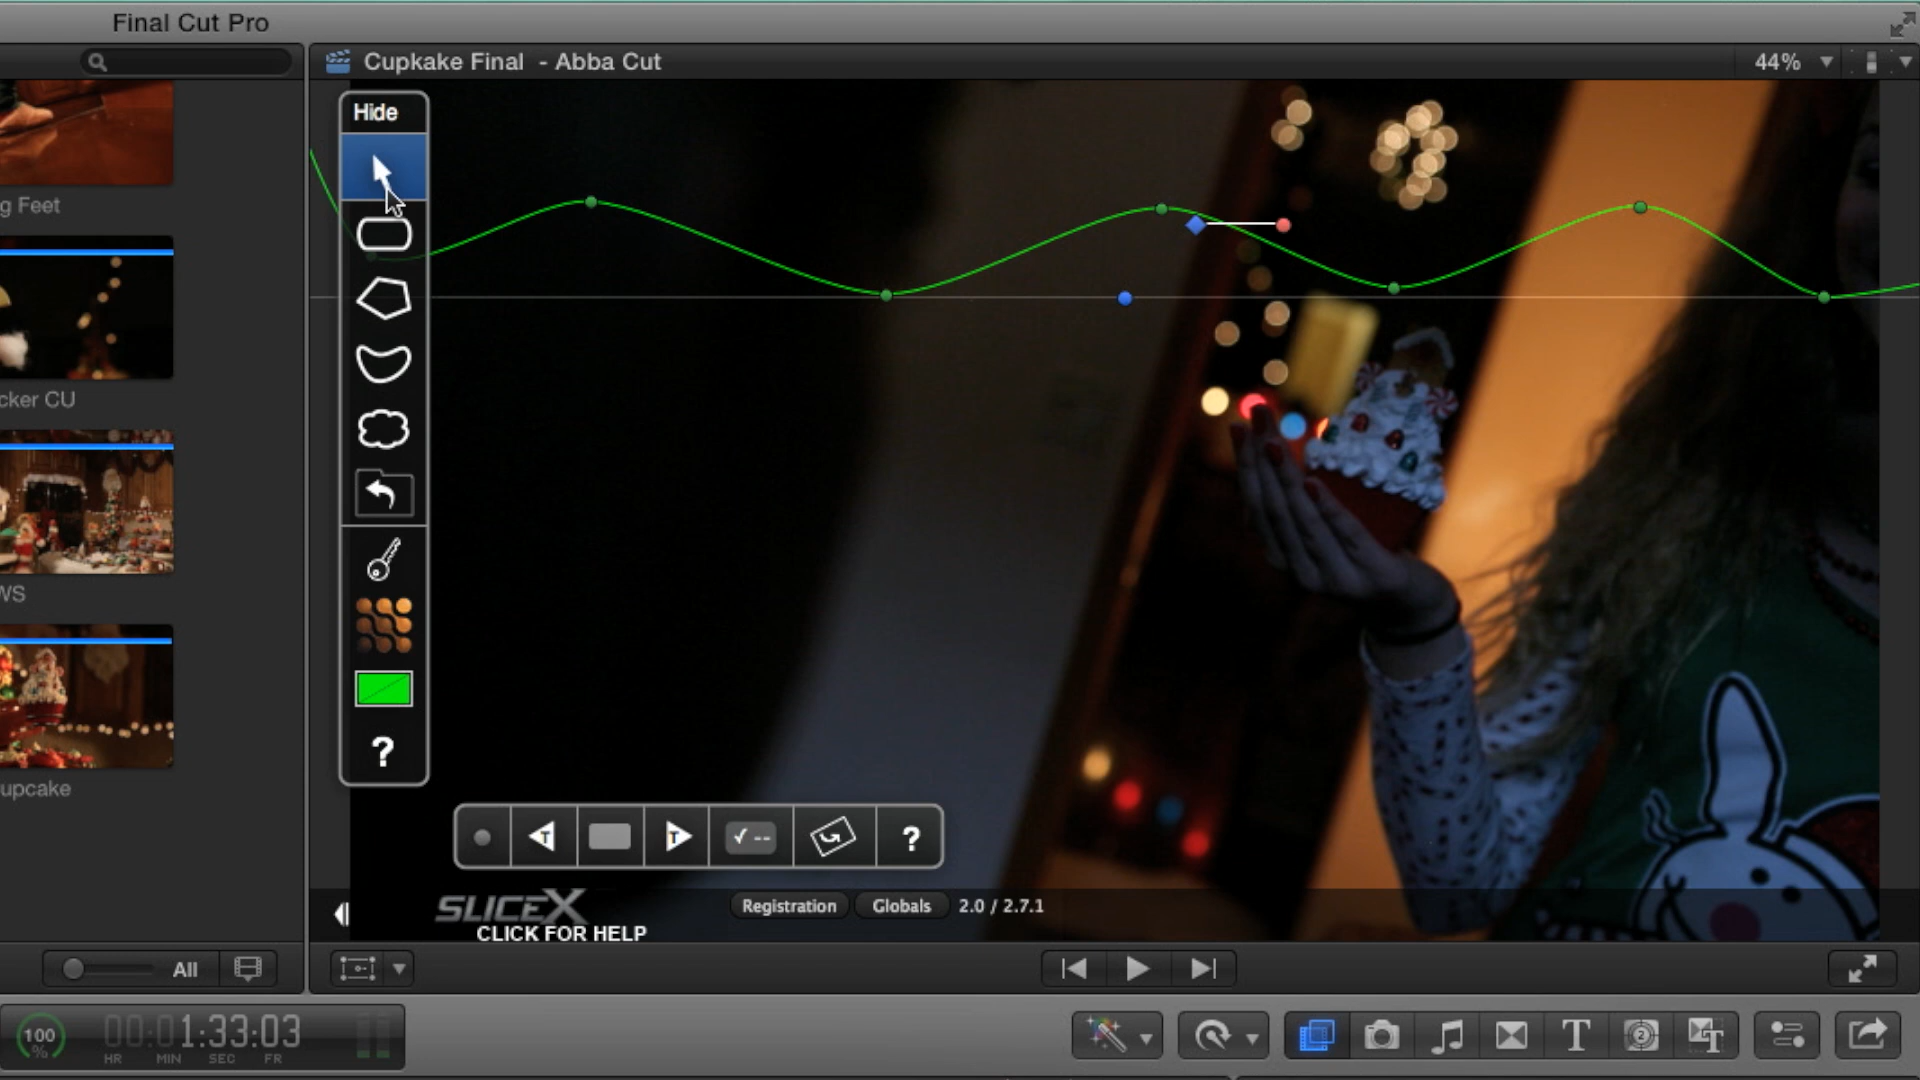 Final Cut Pro
Cupkake Final - Abba Cut
44%
Hide
g Feet
cker CU
WS
upcake
?
T
T
✓ --
?
SLICEX
CLICK FOR HELP
Registration
Globals
2.0 / 2.7.1
All
100
%
00:01:33:03
HR MIN SEC FR
2
T
T